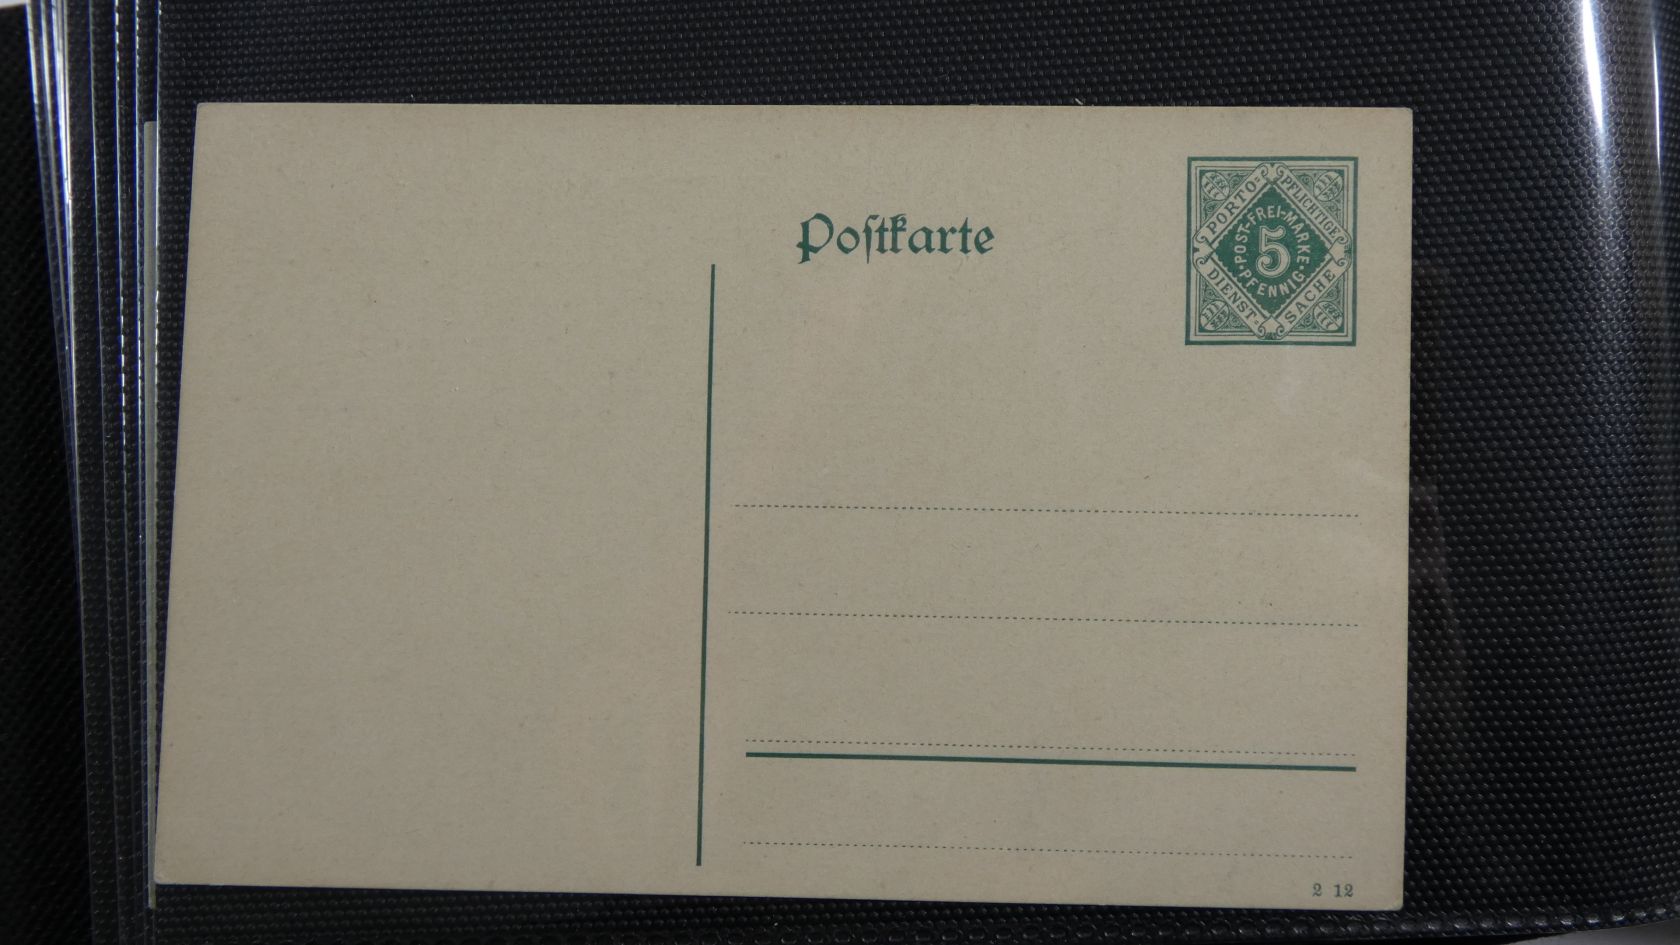 Poſtkarte
PORTO=
PFLICHTIGE
DIENST=
SACHE
POST-FREI-MARKE
5
PFENNIG
2 12